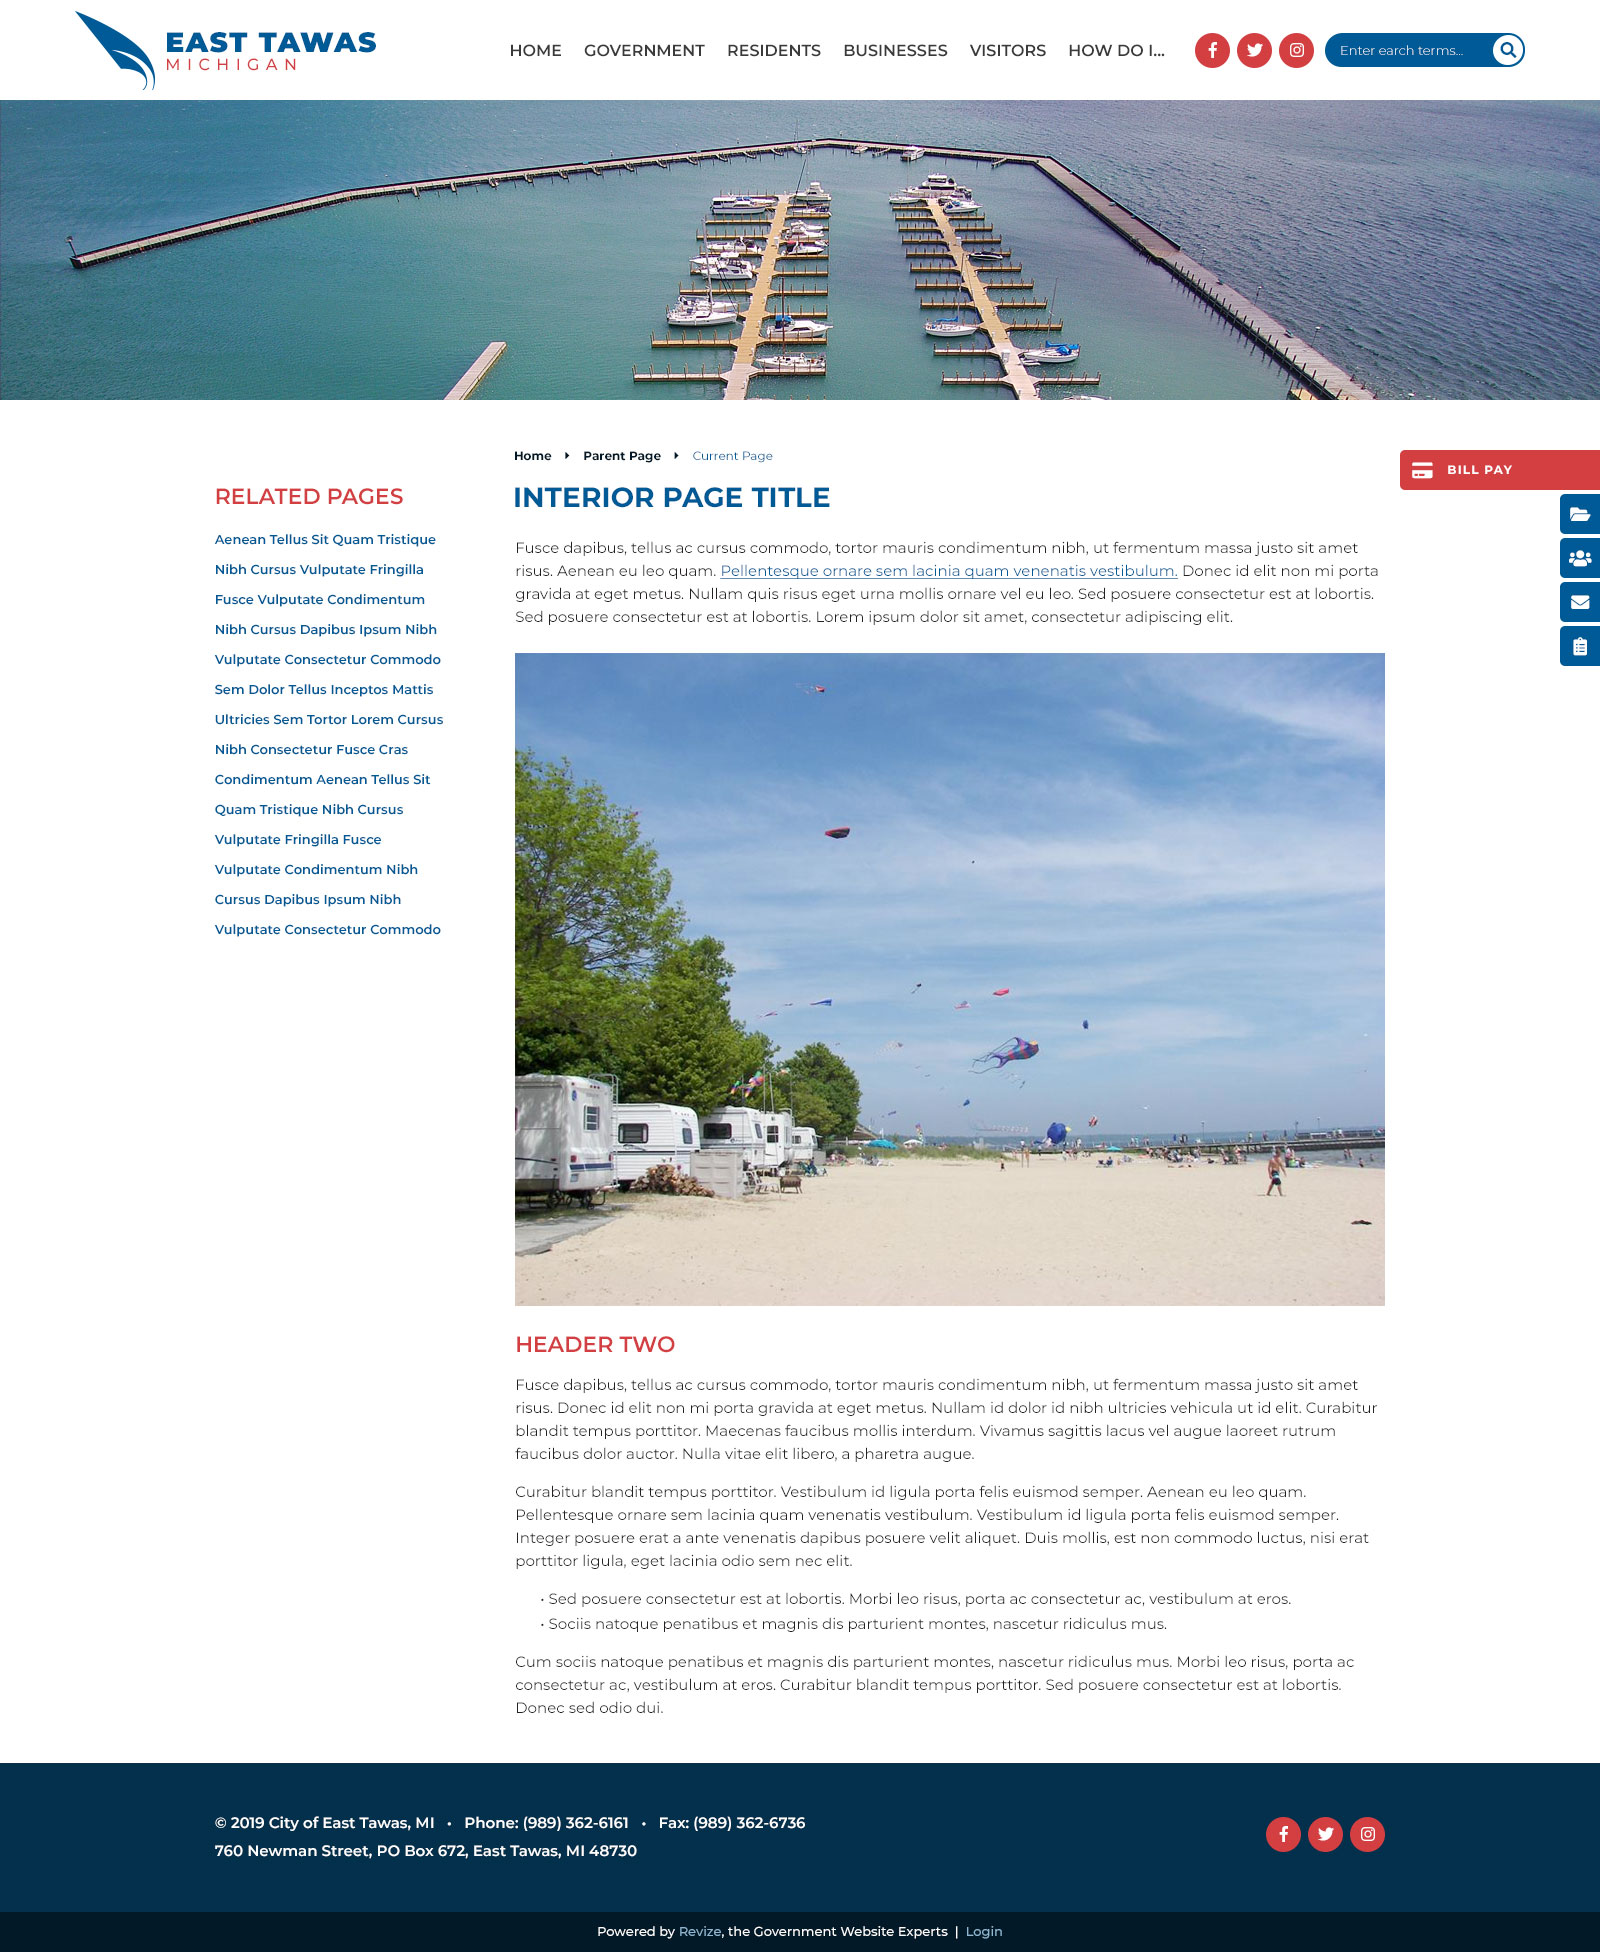 EAST TAWAS
MICHIGAN
HOME GOVERNMENT RESIDENTS BUSINESSES VISITORS HOW DO I...
Enter earch terms...
Home Parent Page Current Page
BILL PAY
RELATED PAGES
Aenean Tellus Sit Quam Tristique
Nibh Cursus Vulputate Fringilla
Fusce Vulputate Condimentum
Nibh Cursus Dapibus Ipsum Nibh
Vulputate Consectetur Commodo
Sem Dolor Tellus Inceptos Mattis
Ultricies Sem Tortor Lorem Cursus
Nibh Consectetur Fusce Cras
Condimentum Aenean Tellus Sit
Quam Tristique Nibh Cursus
Vulputate Fringilla Fusce
Vulputate Condimentum Nibh
Cursus Dapibus Ipsum Nibh
Vulputate Consectetur Commodo
INTERIOR PAGE TITLE
Fusce dapibus, tellus ac cursus commodo, tortor mauris condimentum nibh, ut fermentum massa justo sit amet
risus. Aenean eu leo quam. Pellentesque ornare sem lacinia quam venenatis vestibulum. Donec id elit non mi porta
gravida at eget metus. Nullam quis risus eget urna mollis ornare vel eu leo. Sed posuere consectetur est at lobortis.
Sed posuere consectetur est at lobortis. Lorem ipsum dolor sit amet, consectetur adipiscing elit.
HEADER TWO
Fusce dapibus, tellus ac cursus commodo, tortor mauris condimentum nibh, ut fermentum massa justo sit amet
risus. Donec id elit non mi porta gravida at eget metus. Nullam id dolor id nibh ultricies vehicula ut id elit. Curabitur
blandit tempus porttitor. Maecenas faucibus mollis interdum. Vivamus sagittis lacus vel augue laoreet rutrum
faucibus dolor auctor. Nulla vitae elit libero, a pharetra augue.
Curabitur blandit tempus porttitor. Vestibulum id ligula porta felis euismod semper. Aenean eu leo quam.
Pellentesque ornare sem lacinia quam venenatis vestibulum. Vestibulum id ligula porta felis euismod semper.
Integer posuere erat a ante venenatis dapibus posuere velit aliquet. Duis mollis, est non commodo luctus, nisi erat
porttitor ligula, eget lacinia odio sem nec elit.
• Sed posuere consectetur est at lobortis. Morbi leo risus, porta ac consectetur ac, vestibulum at eros.
• Sociis natoque penatibus et magnis dis parturient montes, nascetur ridiculus mus.
Cum sociis natoque penatibus et magnis dis parturient montes, nascetur ridiculus mus. Morbi leo risus, porta ac
consectetur ac, vestibulum at eros. Curabitur blandit tempus porttitor. Sed posuere consectetur est at lobortis.
Donec sed odio dui.
© 2019 City of East Tawas, MI • Phone: (989) 362-6161 • Fax: (989) 362-6736
760 Newman Street, PO Box 672, East Tawas, MI 48730
Powered by Revize, the Government Website Experts | Login